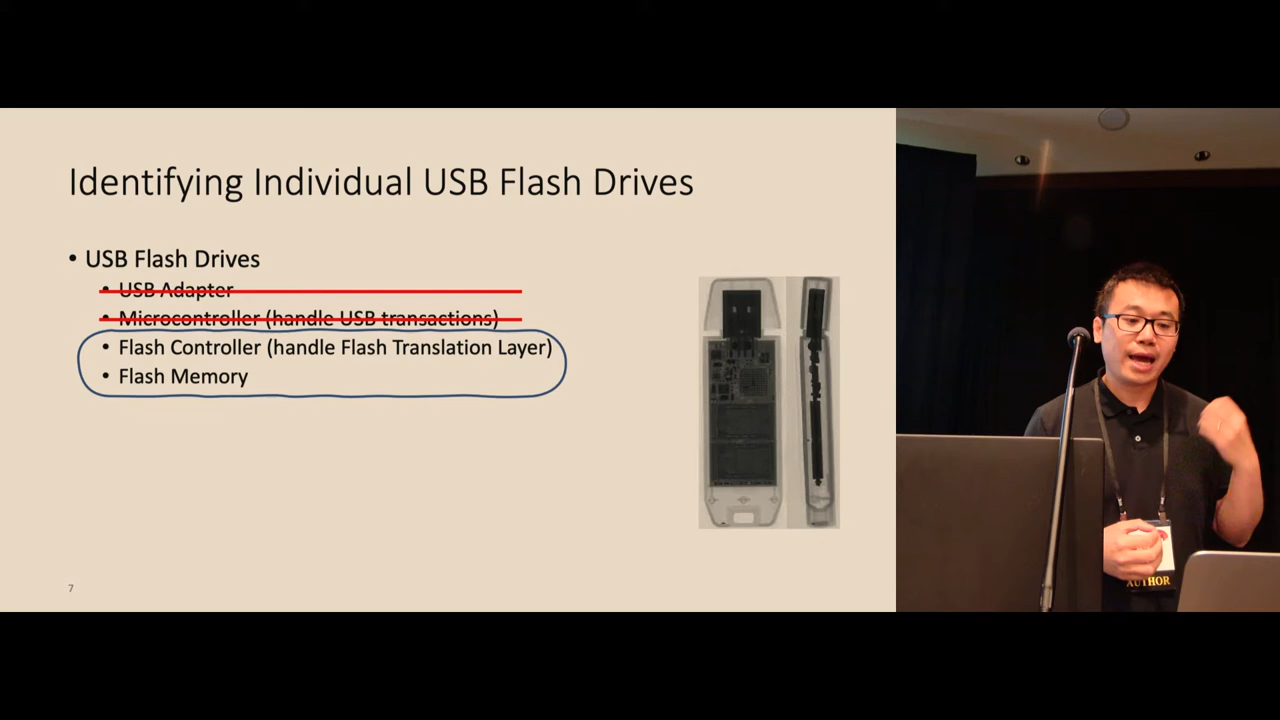 Identifying Individual USB Flash Drives
• USB Flash Drives
• USB Adapter
• Microcontroller (handle USB transactions)
• Flash Controller (handle Flash Translation Layer)
• Flash Memory
7
AUTHOR